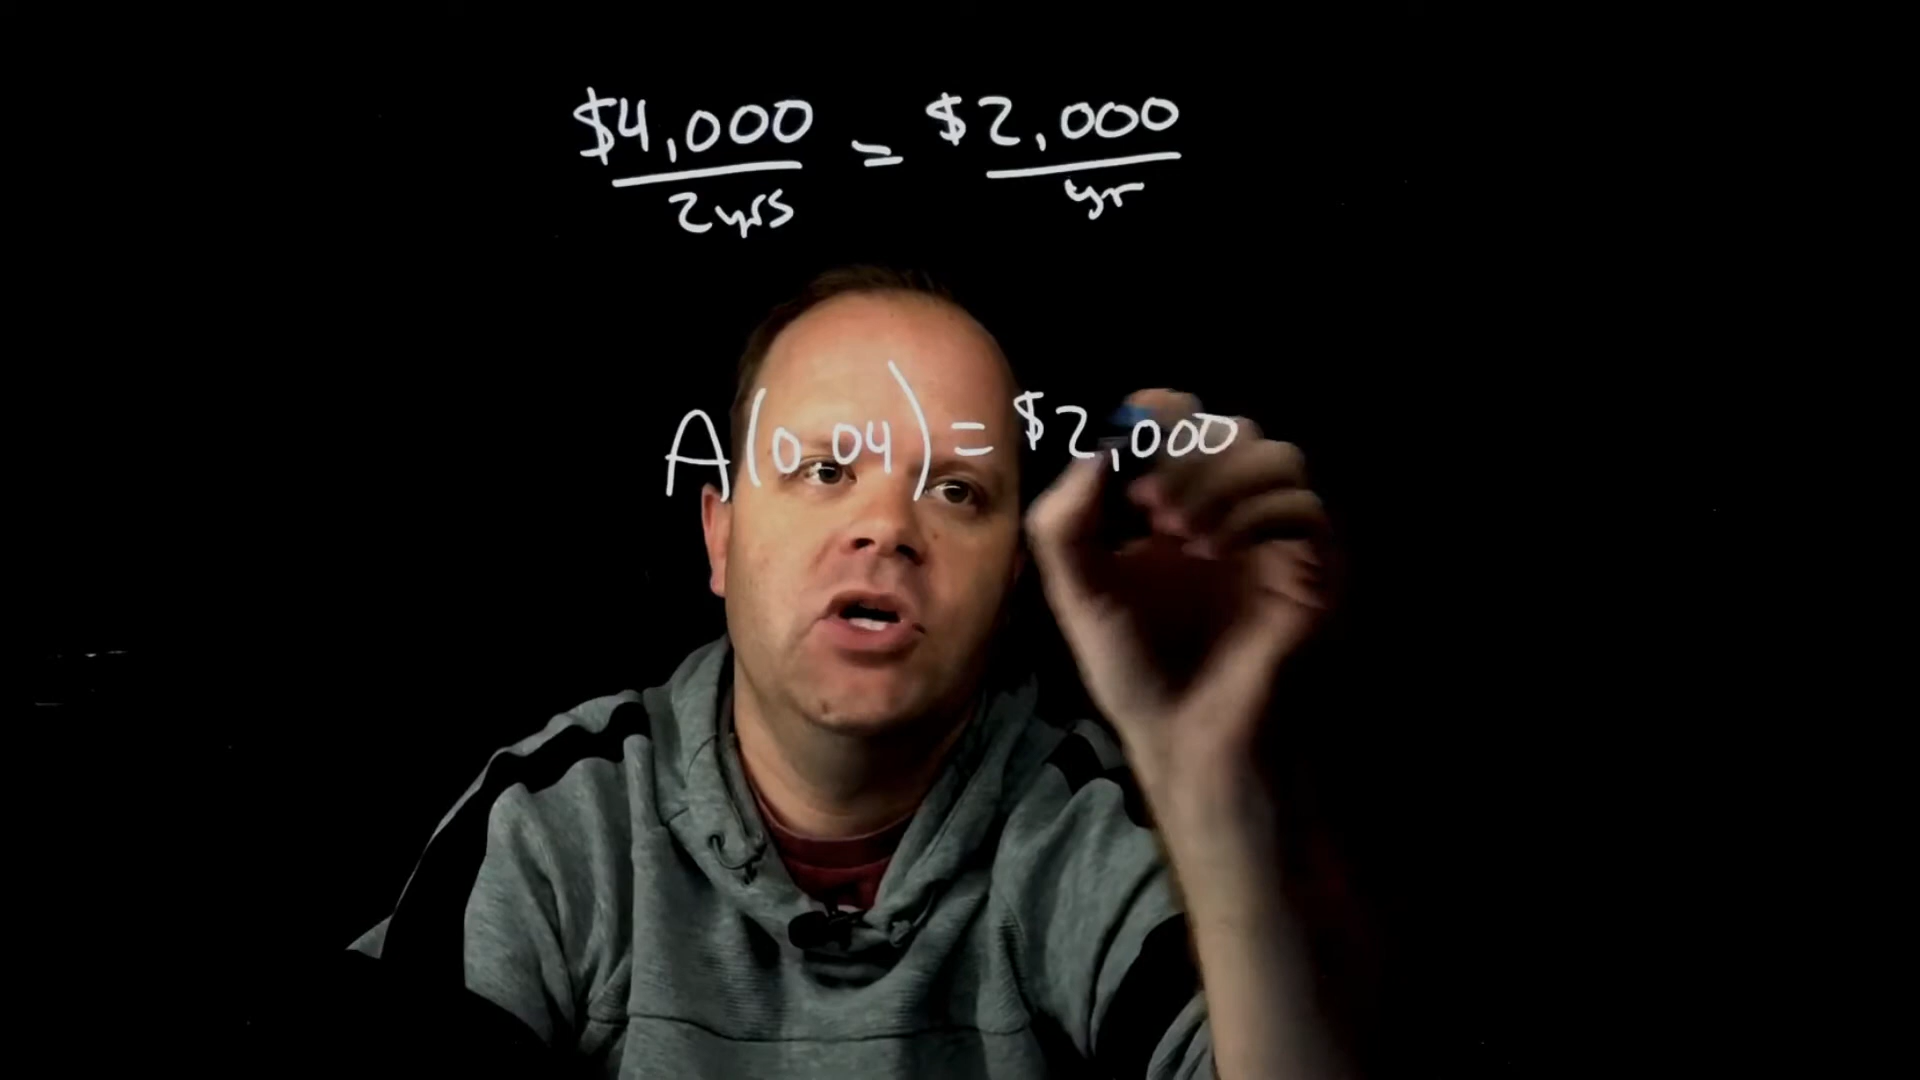 $4,000 = $2,000
2yrs yr
A(0.04) = $2,000